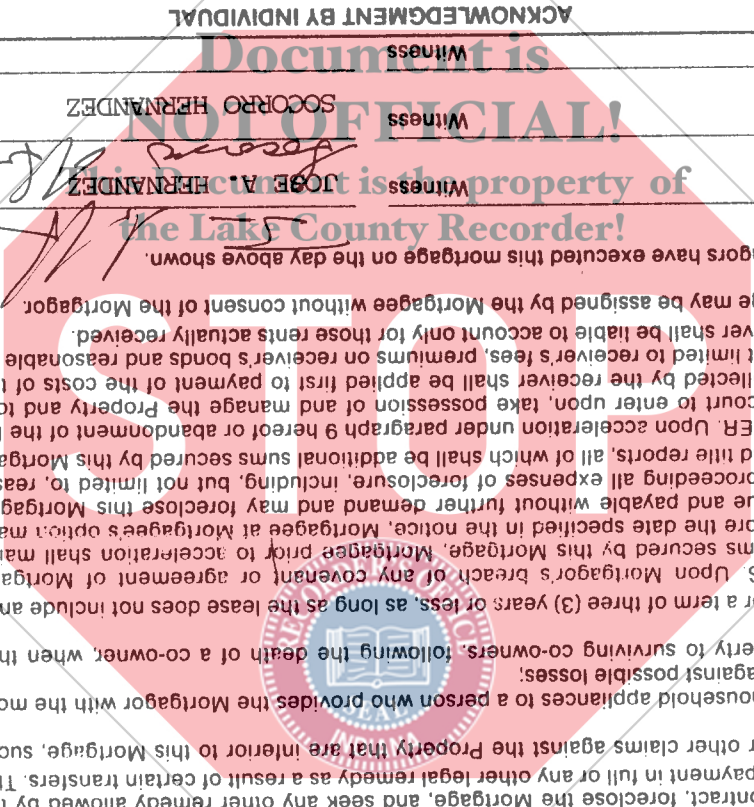 ontract, foreclose the Mortgage, and seek any other remedy allowed by
payment in full or any other legal remedy as a result of certain transfers.
r other claims against the Property that are inferior to this Mortgage, suc
ousehold appliances to a person who provides the Mortgagor with the mo
against possible losses;
erty to surviving co-owners, following the death of a co-owner, when th
or a term of three (3) years or less, as long as the lease does not include an
S. Upon Mortgagor's breach of any covenant or agreement of Mortgag
ms secured by this Mortgage, Mortgagee prior to acceleration shall ma
ore the date specified in the notice, Mortgagee at Mortgagee's option ma
ue and payable without further demand and may foreclose this Mortgag
proceeding all expenses of foreclosure, including, but not limited to, reas
d title reports, all of which shall be additional sums secured by this Mortgag
ER. Upon acceleration under paragraph 9 hereof or abandonment of the
court to enter upon, take possession of and manage the Property and to
llected by the receiver shall be applied first to payment of the costs of t
t limited to receiver's fees, premiums on receiver's bonds and reasonable
ver shall be liable to account only for those rents actually received.
ge may be assigned by the Mortgagee without consent of the Mortgagor.
gors have executed this mortgage on the day above shown.
Witness
JOSE A. HERNANDEZ
Witness
SOCORRO HERNANDEZ
Witness
ACKNOWLEDGMENT BY INDIVIDUAL
Document is
NOT OFFICIAL!
This Document is the property of
the Lake County Recorder!
STOP
RECORDER'S OFFICE
SEAL
INDIANA